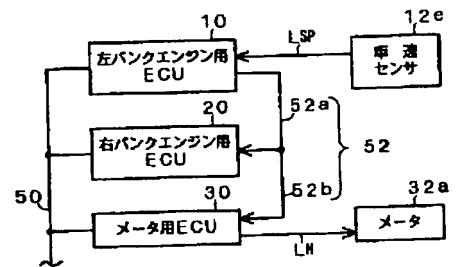 10
左バンクエンジン用
ECU
LSP
12e
車速
センサ
20
右バンクエンジン用
ECU
52a
52
52b
50
30
メータ用ECU
LM
32a
メータ